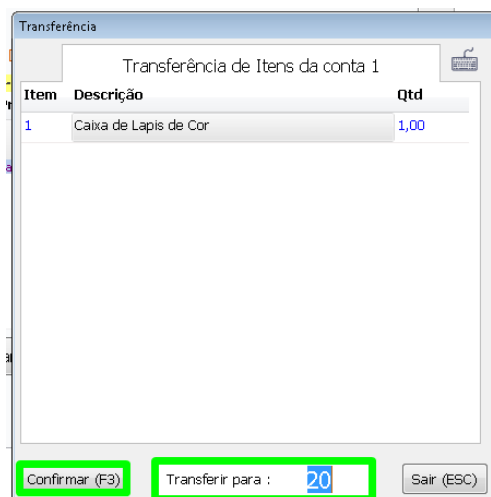 Transferência
Transferência de Itens da conta 1
Item Descrição Qtd
1 Caixa de Lapis de Cor 1,00
Confirmar (F3) Transferir para : 20 Sair (ESC)